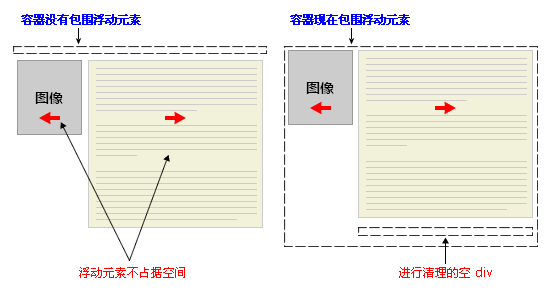 容器没有包围浮动元素
容器现在包围浮动元素
图像
图像
浮动元素不占据空间
进行清理的空 div